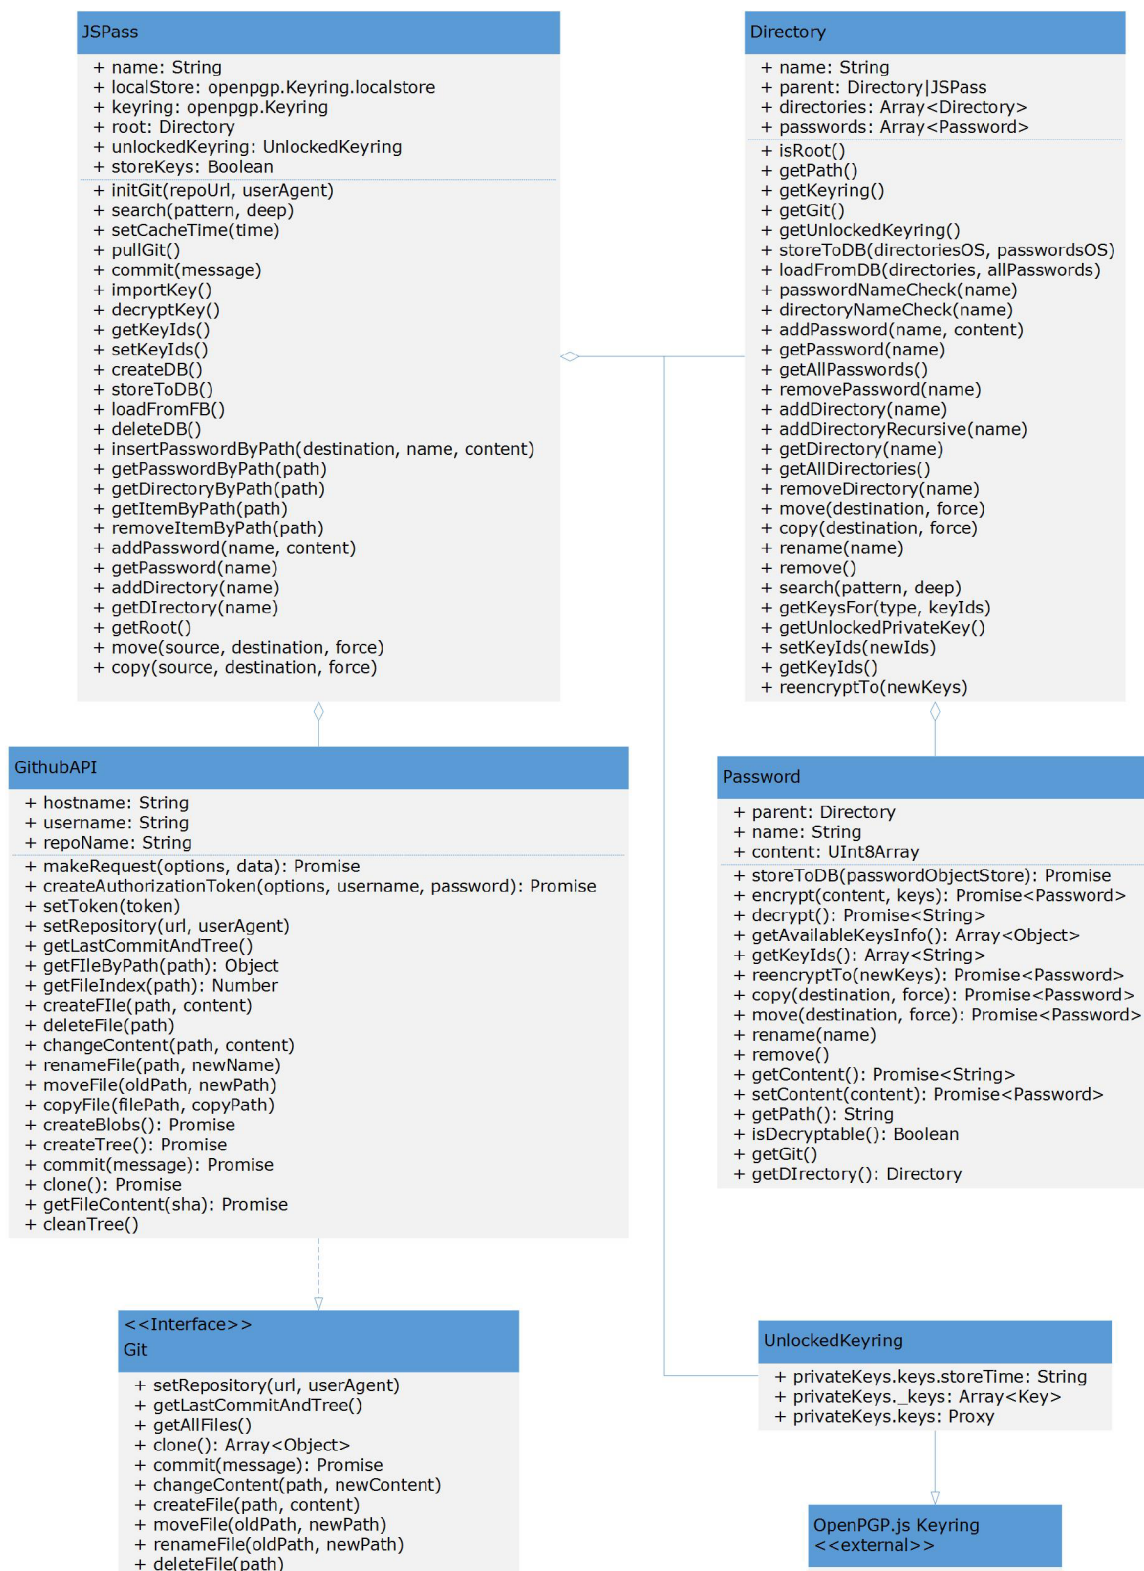 JSPass
+ name: String
+ localStore: openpgp.Keyring.localstore
+ keyring: openpgp.Keyring
+ root: Directory
+ unlockedKeyring: UnlockedKeyring
+ storeKeys: Boolean
+ initGit(repoUrl, userAgent)
+ search(pattern, deep)
+ setCacheTime(time)
+ pullGit()
+ commit(message)
+ importKey()
+ decryptKey()
+ getKeyIds()
+ setKeyIds()
+ createDB()
+ storeToDB()
+ loadFromFB()
+ deleteDB()
+ insertPasswordByPath(destination, name, content)
+ getPasswordByPath(path)
+ getDirectoryByPath(path)
+ getItemByPath(path)
+ removeItemByPath(path)
+ addPassword(name, content)
+ getPassword(name)
+ addDirectory(name)
+ getDIrectory(name)
+ getRoot()
+ move(source, destination, force)
+ copy(source, destination, force)
Directory
+ name: String
+ parent: Directory|JSPass
+ directories: Array<Directory>
+ passwords: Array<Password>
+ isRoot()
+ getPath()
+ getKeyring()
+ getGit()
+ getUnlockedKeyring()
+ storeToDB(directoriesOS, passwordsOS)
+ loadFromDB(directories, allPasswords)
+ passwordNameCheck(name)
+ directoryNameCheck(name)
+ addPassword(name, content)
+ getPassword(name)
+ getAllPasswords()
+ removePassword(name)
+ addDirectory(name)
+ addDirectoryRecursive(name)
+ getDirectory(name)
+ getAllDirectories()
+ removeDirectory(name)
+ move(destination, force)
+ copy(destination, force)
+ rename(name)
+ remove()
+ search(pattern, deep)
+ getKeysFor(type, keyIds)
+ getUnlockedPrivateKey()
+ setKeyIds(newIds)
+ getKeyIds()
+ reencryptTo(newKeys)
GithubAPI
+ hostname: String
+ username: String
+ repoName: String
+ makeRequest(options, data): Promise
+ createAuthorizationToken(options, username, password): Promise
+ setToken(token)
+ setRepository(url, userAgent)
+ getLastCommitAndTree()
+ getFIleByPath(path): Object
+ getFileIndex(path): Number
+ createFIle(path, content)
+ deleteFile(path)
+ changeContent(path, content)
+ renameFile(path, newName)
+ moveFile(oldPath, newPath)
+ copyFile(filePath, copyPath)
+ createBlobs(): Promise
+ createTree(): Promise
+ commit(message): Promise
+ clone(): Promise
+ getFileContent(sha): Promise
+ cleanTree()
Password
+ parent: Directory
+ name: String
+ content: UInt8Array
+ storeToDB(passwordObjectStore): Promise
+ encrypt(content, keys): Promise<Password>
+ decrypt(): Promise<String>
+ getAvailableKeysInfo(): Array<Object>
+ getKeyIds(): Array<String>
+ reencryptTo(newKeys): Promise<Password>
+ copy(destination, force): Promise<Password>
+ move(destination, force): Promise<Password>
+ rename(name)
+ remove()
+ getContent(): Promise<String>
+ setContent(content): Promise<Password>
+ getPath(): String
+ isDecryptable(): Boolean
+ getGit()
+ getDIrectory(): Directory
<<Interface>>
Git
+ setRepository(url, userAgent)
+ getLastCommitAndTree()
+ getAllFiles()
+ clone(): Array<Object>
+ commit(message): Promise
+ changeContent(path, newContent)
+ createFile(path, content)
+ moveFile(oldPath, newPath)
+ renameFile(oldPath, newPath)
+ deleteFile(path)
UnlockedKeyring
+ privateKeys.keys.storeTime: String
+ privateKeys._keys: Array<Key>
+ privateKeys.keys: Proxy
OpenPGP.js Keyring
<<external>>